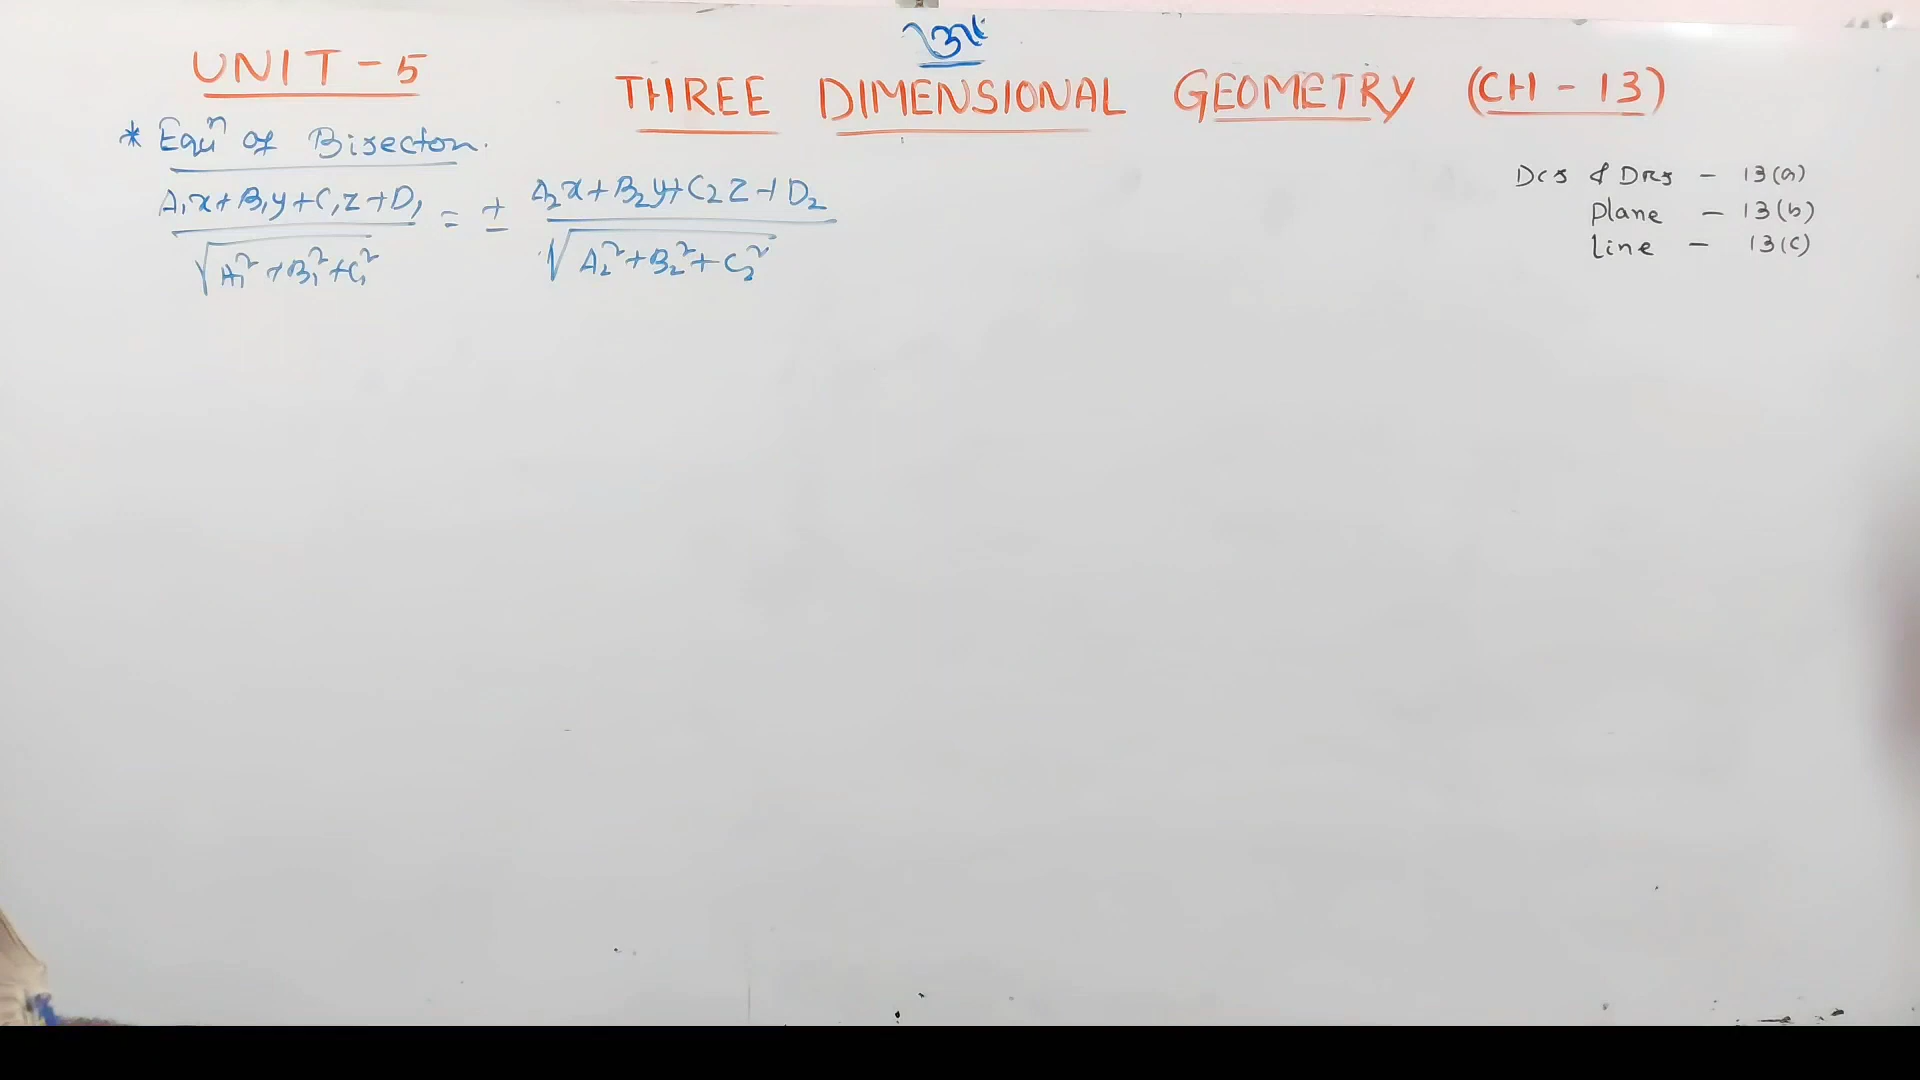 UNIT - 5
THREE DIMENSIONAL GEOMETRY (CH - 13)
* Equⁿ of Bisector.
A₁x+B₁y+C₁z+D₁ / √A₁²+B₁²+C₁² = ± A₂x+B₂y+C₂z+D₂ / √A₂²+B₂²+C₂²
Dcs & DRs - 13(a)
Plane - 13(b)
Line - 13(c)